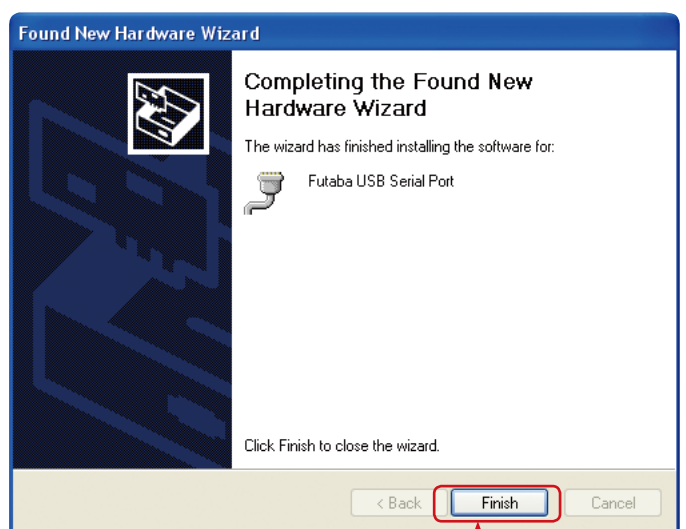 Found New Hardware Wizard
Completing the Found New
Hardware Wizard
The wizard has finished installing the software for:
Futaba USB Serial Port
Click Finish to close the wizard.
< Back Finish Cancel